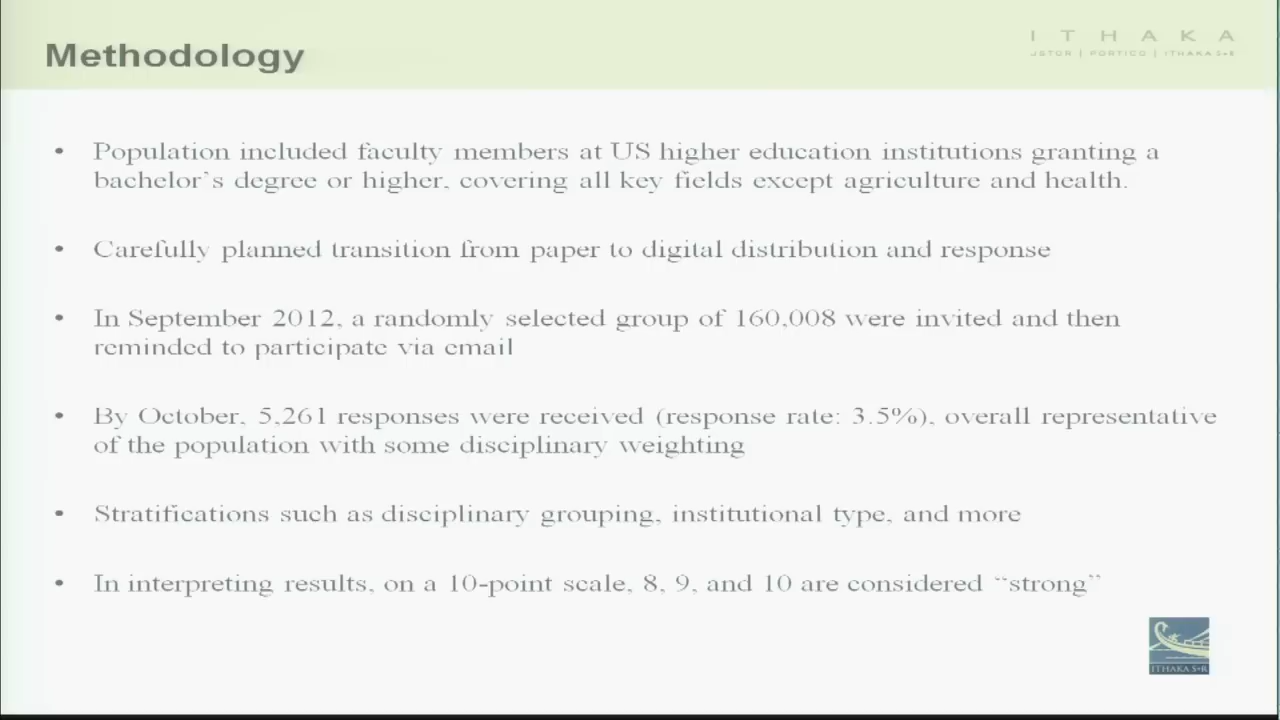 Methodology
I T H A K A
JSTOR | PORTICO | ITHAKA S+R
• Population included faculty members at US higher education institutions granting a
bachelor's degree or higher, covering all key fields except agriculture and health.
• Carefully planned transition from paper to digital distribution and response
• In September 2012, a randomly selected group of 160,008 were invited and then
reminded to participate via email
• By October, 5,261 responses were received (response rate: 3.5%), overall representative
of the population with some disciplinary weighting
• Stratifications such as disciplinary grouping, institutional type, and more
• In interpreting results, on a 10-point scale, 8, 9, and 10 are considered “strong”
ITHAKA S+R